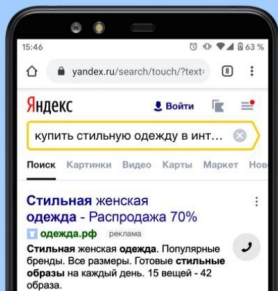 15:46 63 %
yandex.ru/search/touch/?text= 8
Яндекс Войти
купить стильную одежду в инт...
Поиск Картинки Видео Карты Маркет Нов
Стильная женская
одежда - Распродажа 70%
одежда.рф реклама
Стильная женская одежда. Популярные
бренды. Все размеры. Готовые стильные
образы на каждый день. 15 вещей - 42
образа.